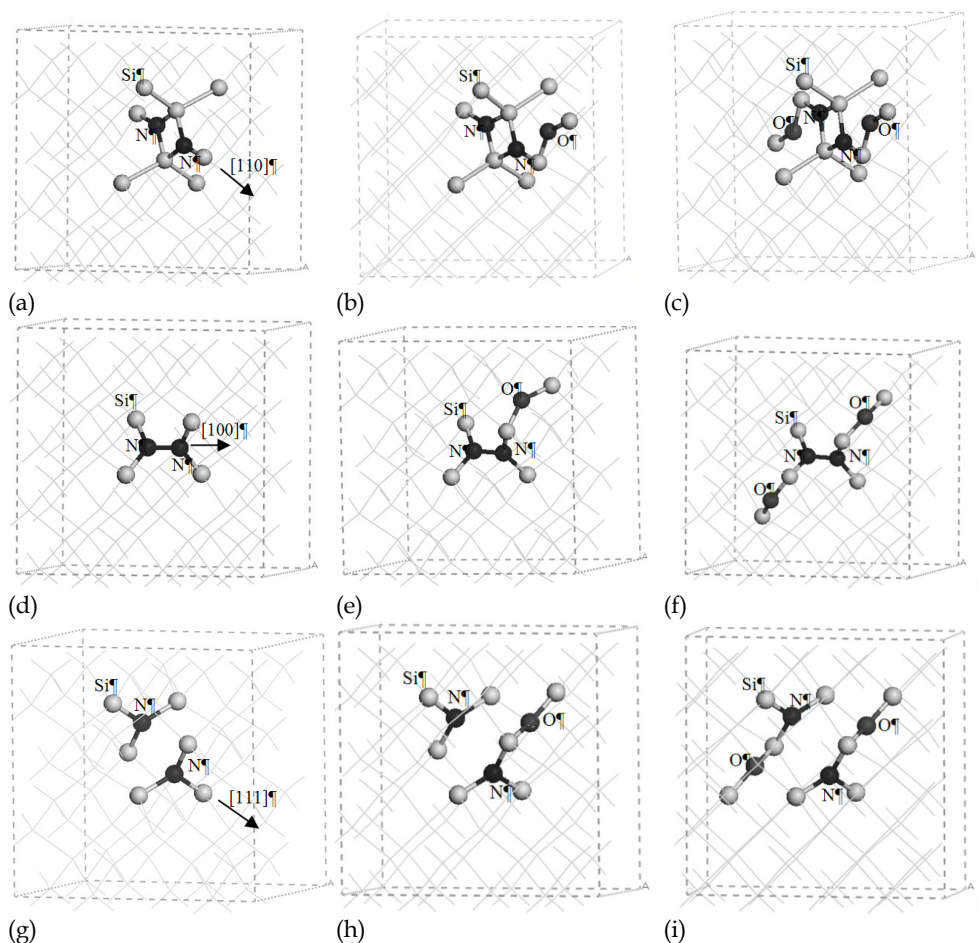 Si¶
N¶
N¶
[110]¶
A
(a)
Si¶
N¶
O¶
N¶
A
(b)
Si¶
N¶
O¶
O¶
N¶
A
(c)
Si¶
[100]¶
N¶
N¶
A
(d)
O¶
Si¶
N¶
N¶
A
(e)
O¶
Si¶
N¶
N¶
O¶
A
(f)
Si¶
N¶
N¶
[111]¶
A
(g)
Si¶
N¶
O¶
N¶
A
(h)
Si¶
N¶
O¶
O¶
N¶
A
(i)